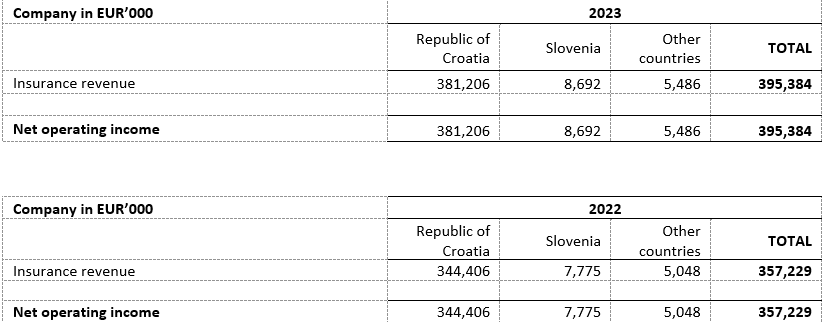 Company in EUR’000 2023
Republic of Croatia Slovenia Other countries TOTAL
Insurance revenue 381,206 8,692 5,486 395,384
Net operating income 381,206 8,692 5,486 395,384
Company in EUR’000 2022
Republic of Croatia Slovenia Other countries TOTAL
Insurance revenue 344,406 7,775 5,048 357,229
Net operating income 344,406 7,775 5,048 357,229